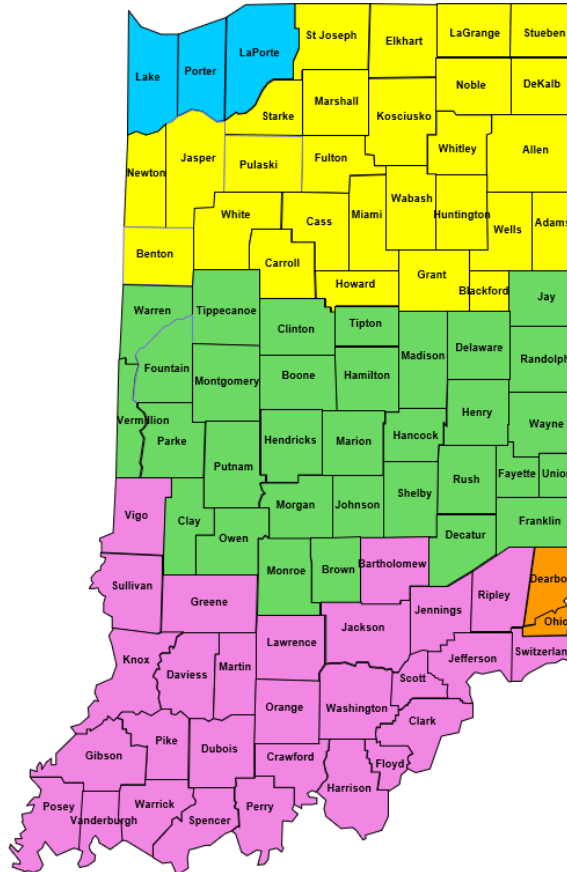 St Joseph
Elkhart
LaGrange
Stueben
LaPorte
Porter
Lake
Noble
DeKalb
Marshall
Starke
Kosciusko
Whitley
Allen
Jasper
Pulaski
Fulton
Newton
Wabash
Huntington
Miami
White
Cass
Wells
Adams
Benton
Carroll
Grant
Howard
Blackford
Jay
Warren
Tippecanoe
Clinton
Tipton
Delaware
Madison
Randolph
Fountain
Montgomery
Boone
Hamilton
Henry
Vermillion
Parke
Hendricks
Marion
Hancock
Wayne
Putnam
Rush
Fayette
Union
Shelby
Morgan
Johnson
Vigo
Clay
Franklin
Owen
Decatur
Bartholomew
Monroe
Brown
Dearbo
Sullivan
Greene
Ripley
Jennings
Ohio
Jackson
Lawrence
Switzerland
Knox
Daviess
Martin
Jefferson
Scott
Orange
Washington
Clark
Pike
Dubois
Gibson
Crawford
Floyd
Harrison
Posey
Vanderburgh
Warrick
Spencer
Perry